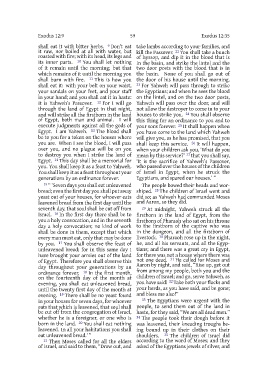 Exodus 12:9 59 Exodus 12:35
shall eat it with bitter herbs. 9 Don't eat
it raw, nor boiled at all with water, but
roasted with fire; with its head, its legs and
its inner parts. 10 You shall let nothing
of it remain until the morning; but that
which remains of it until the morning you
shall burn with fire. 11 This is how you
shall eat it: with your belt on your waist,
your sandals on your feet, and your staff
in your hand; and you shall eat it in haste:
it is Yahweh's Passover. 12 For I will go
through the land of Egypt in that night,
and will strike all the firstborn in the land
of Egypt, both man and animal. I will
execute judgments against all the gods of
Egypt. I am Yahweh. 13 The blood shall
be to you for a token on the houses where
you are. When I see the blood, I will pass
over you, and no plague will be on you
to destroy you when I strike the land of
Egypt. 14 This day shall be a memorial for
you. You shall keep it as a feast to Yahweh.
You shall keep it as a feast throughout your
generations by an ordinance forever.
15 "Seven days you shall eat unleavened
bread; even the first day you shall put away
yeast out of your houses, for whoever eats
leavened bread from the first day until the
seventh day, that soul shall be cut off from
Israel. 16 In the first day there shall be to
you a holy convocation, and in the seventh
day a holy convocation; no kind of work
shall be done in them, except that which
every man must eat, only that may be done
by you. 17 You shall observe the feast of
unleavened bread; for in this same day I
have brought your armies out of the land
of Egypt. Therefore you shall observe this
day throughout your generations by an
ordinance forever. 18 In the first month,
on the fourteenth day of the month at
evening, you shall eat unleavened bread,
until the twenty first day of the month at
evening. 19 There shall be no yeast found
in your houses for seven days, for whoever
eats that which is leavened, that soul shall
be cut off from the congregation of Israel,
whether he is a foreigner, or one who is
born in the land. 20 You shall eat nothing
leavened. In all your habitations you shall
eat unleavened bread."
21 Then Moses called for all the elders
of Israel, and said to them, "Draw out, and
take lambs according to your families, and
kill the Passover. 22 You shall take a bunch
of hyssop, and dip it in the blood that is
in the basin, and strike the lintel and the
two door posts with the blood that is in
the basin. None of you shall go out of
the door of his house until the morning.
23 For Yahweh will pass through to strike
the Egyptians; and when he sees the blood
on the lintel, and on the two door posts,
Yahweh will pass over the door, and will
not allow the destroyer to come in to your
houses to strike you. 24 You shall observe
this thing for an ordinance to you and to
your sons forever. 25 It shall happen when
you have come to the land which Yahweh
will give you, as he has promised, that you
shall keep this service. 26 It will happen,
when your children ask you, 'What do you
mean by this service?' 27 that you shall say,
'It is the sacrifice of Yahweh's Passover,
who passed over the houses of the children
of Israel in Egypt, when he struck the
Egyptians, and spared our houses.'"
The people bowed their heads and wor-
shiped. 28 The children of Israel went and
did so; as Yahweh had commanded Moses
and Aaron, so they did.
29 At midnight, Yahweh struck all the
firstborn in the land of Egypt, from the
firstborn of Pharaoh who sat on his throne
to the firstborn of the captive who was
in the dungeon, and all the firstborn of
livestock. 30 Pharaoh rose up in the night,
he, and all his servants, and all the Egyp-
tians; and there was a great cry in Egypt,
for there was not a house where there was
not one dead. 31 He called for Moses and
Aaron by night, and said, "Rise up, get out
from among my people, both you and the
children of Israel; and go, serve Yahweh, as
you have said! 32 Take both your flocks and
your herds, as you have said, and be gone;
and bless me also!"
33 The Egyptians were urgent with the
people, to send them out of the land in
haste, for they said, "We are all dead men."
34 The people took their dough before it
was leavened, their kneading troughs be-
ing bound up in their clothes on their
shoulders. 35 The children of Israel did
according to the word of Moses; and they
asked of the Egyptians jewels of silver, and